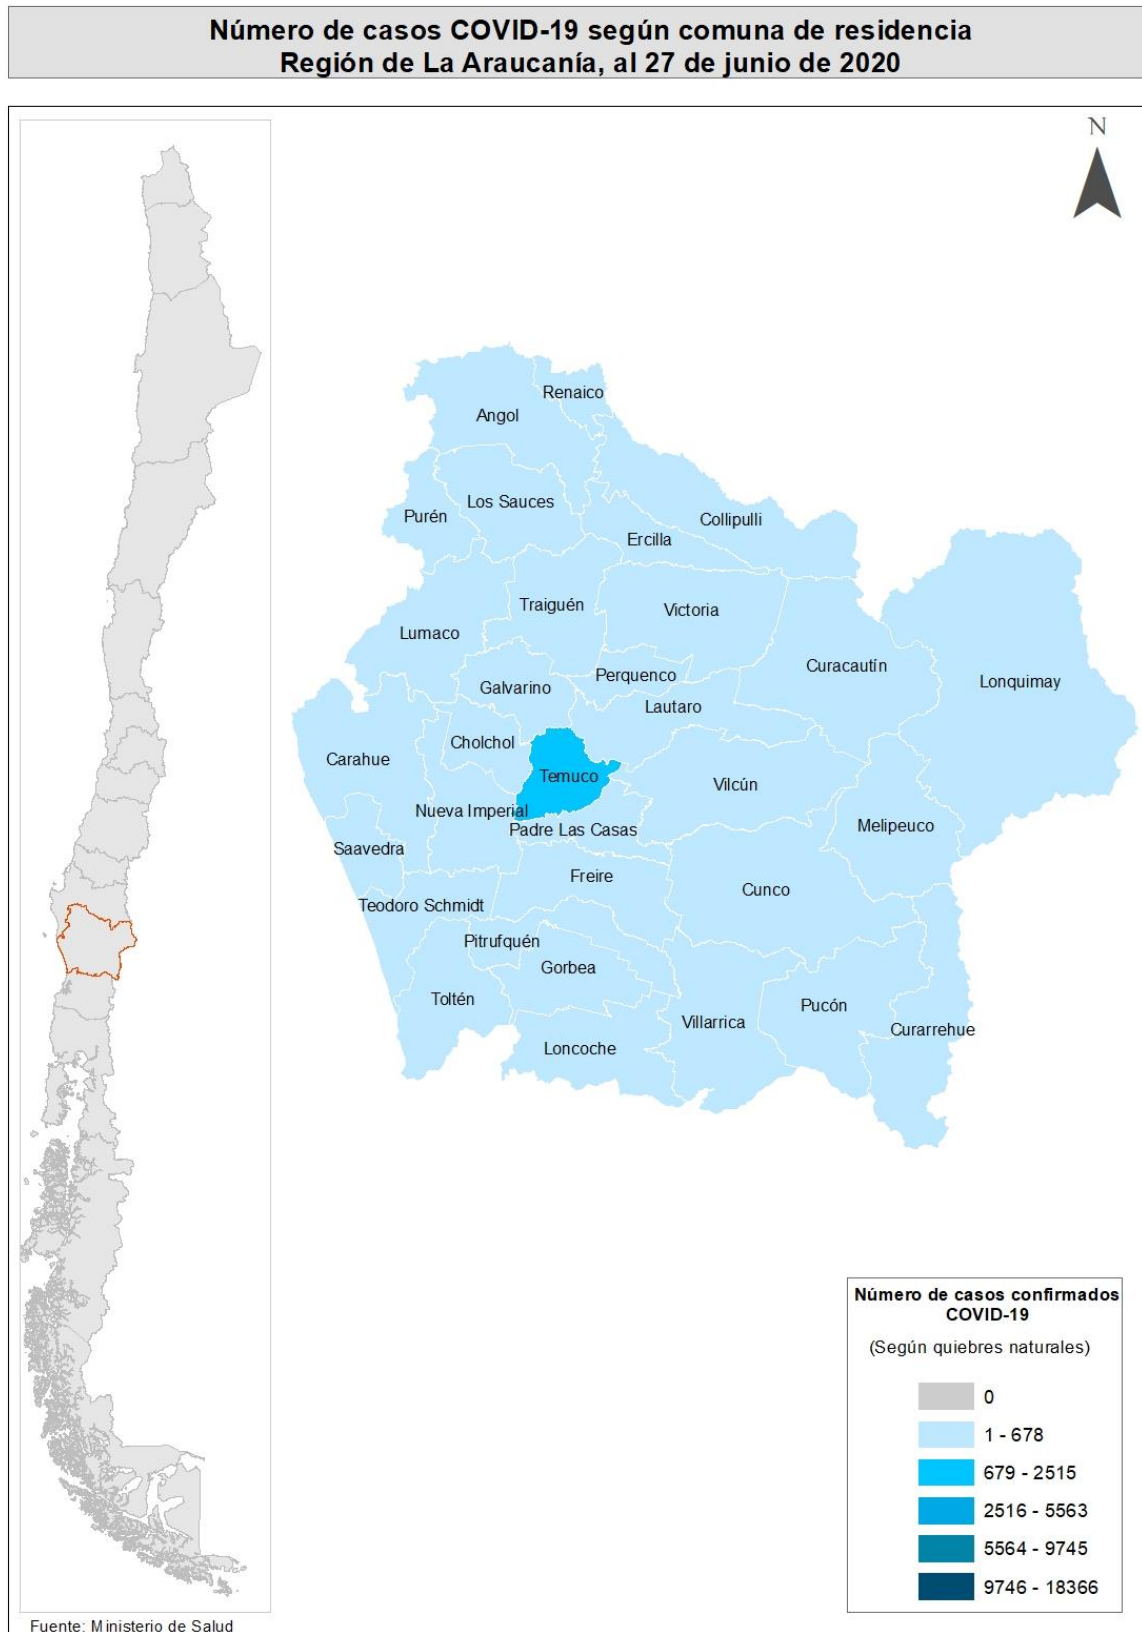 Número de casos COVID-19 según comuna de residencia
Región de La Araucanía, al 27 de junio de 2020
N
Renaico
Angol
Los Sauces
Purén
Collipulli
Ercilla
Traiguén
Victoria
Lumaco
Curacautín
Perquenco
Lonquimay
Galvarino
Lautaro
Cholchol
Carahue
Temuco
Vilcún
Nueva Imperial
Melipeuco
Padre Las Casas
Saavedra
Freire
Cunco
Teodoro Schmidt
Pitrufquén
Gorbea
Toltén
Pucón
Villarrica
Curarrehue
Loncoche
Número de casos confirmados
COVID-19
(Según quiebres naturales)
0
1 - 678
679 - 2515
2516 - 5563
5564 - 9745
9746 - 18366
Fuente: Ministerio de Salud